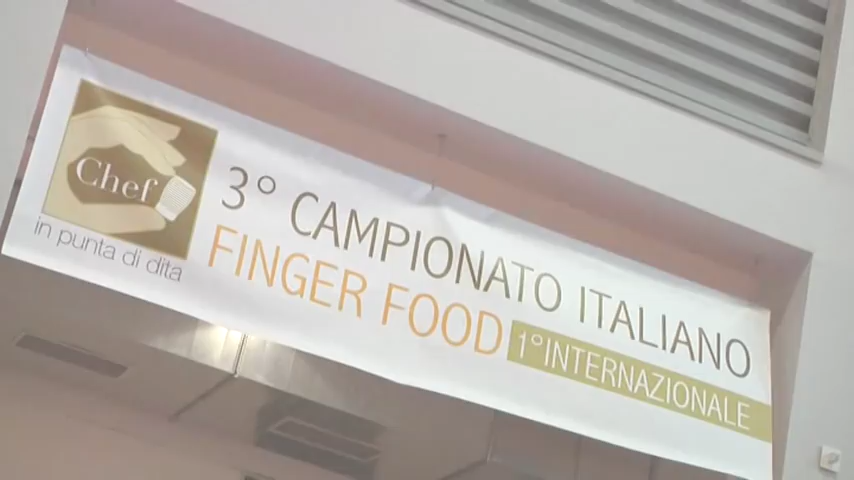 Chef
in punta di dita
3° CAMPIONATO ITALIANO
FINGER FOOD
1° INTERNAZIONALE